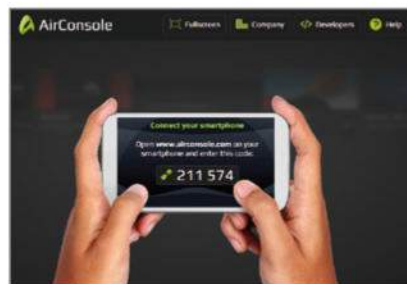 AirConsole
Fullscreen Company Developers Help
Connect your smartphone
Open www.airconsole.com on your
smartphone and enter this code:
211 574